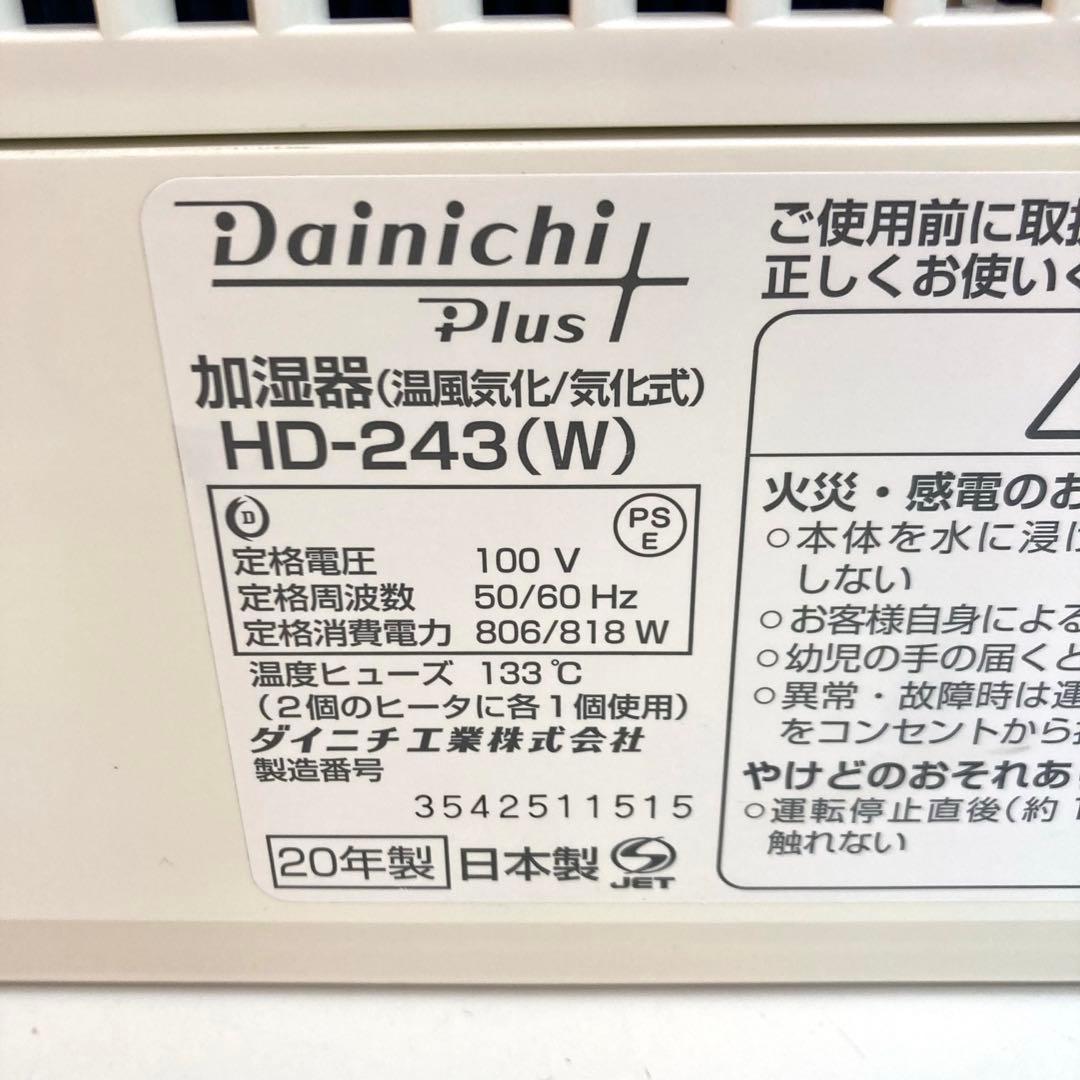 Dainichi
Plus
加湿器(温風気化/気化式)
HD-243(W)
D
PS
E
定格電圧 100 V
定格周波数 50/60 Hz
定格消費電力 806/818 W
温度ヒューズ 133℃
(2個のヒータに各1個使用)
ダイニチ工業株式会社
製造番号
3542511515
20年製 日本製 JET
ご使用前に取扱
正しくお使いく
火災・感電のお
○本体を水に浸け
しない
○お客様自身による
○幼児の手の届くと
○異常・故障時は運
をコンセントから
やけどのおそれあり
○運転停止直後(約1
触れない